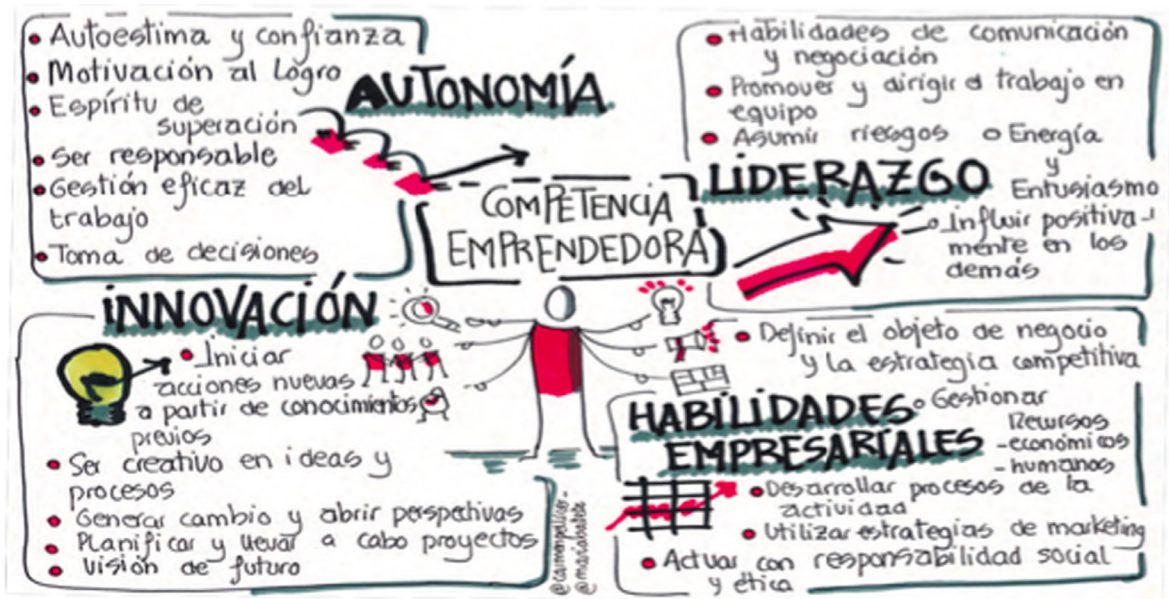 • Autoestima y confianza
• Motivación al Logro
• Espíritu de
superación
• Ser responsable
• Gestión eficaz del
trabajo
• Toma de decisiones
AUTONOMÍA
• Habilidades de comunicación
y negociación
• Promover y dirigir el trabajo en
equipo
• Asumir riesgos o Energía
y
Entusiasmo
LiDERAZGO
o Influir positiva-
mente en los
demás
COMPETENCIA
EMPRENDEDORA
iNNOVACIÓN
• Iniciar
acciones nuevas
a partir de conocimientos
previos
• Ser creativo en ideas y
procesos
• Generar cambio y abrir perspectivas
• Planificar y llevar a cabo proyectos
• Visión de futuro
• Definir el objeto de negocio
y la estrategia competitiva
HABILIDADES
EMPRESARIALES
o Gestionar
Recursos
-económicos
-humanos
• Desarrollar procesos de la
actividad
• Utilizar estrategias de marketing
• Actuar con responsabilidad social
y ética